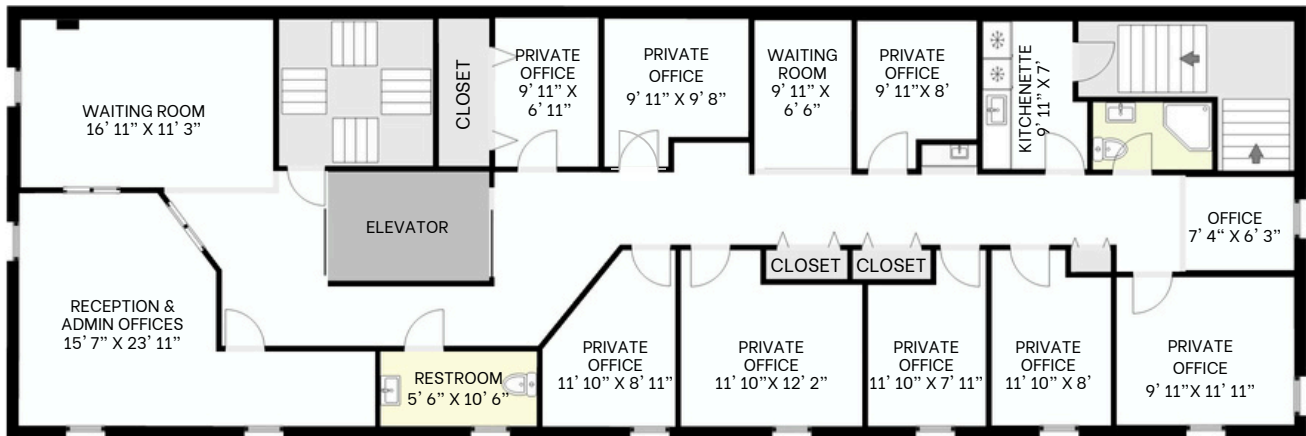 WAITING ROOM
16’ 11” X 11’ 3”
CLOSET
PRIVATE
OFFICE
9’ 11” X
6’ 11”
PRIVATE
OFFICE
9’ 11” X 9’ 8”
WAITING
ROOM
9’ 11” X
6’ 6”
PRIVATE
OFFICE
9’ 11”X 8’
KITCHENETTE
9’ 11” X 7’
ELEVATOR
OFFICE
7’ 4“ X 6’ 3”
CLOSET
CLOSET
RECEPTION &
ADMIN OFFICES
15’ 7” X 23’ 11”
RESTROOM
5’ 6” X 10’ 6”
PRIVATE
OFFICE
11’ 10” X 8’ 11”
PRIVATE
OFFICE
11’ 10”X 12’ 2”
PRIVATE
OFFICE
11’ 10” X 7’ 11”
PRIVATE
OFFICE
11’ 10” X 8’
PRIVATE
OFFICE
9’ 11”X 11’ 11”